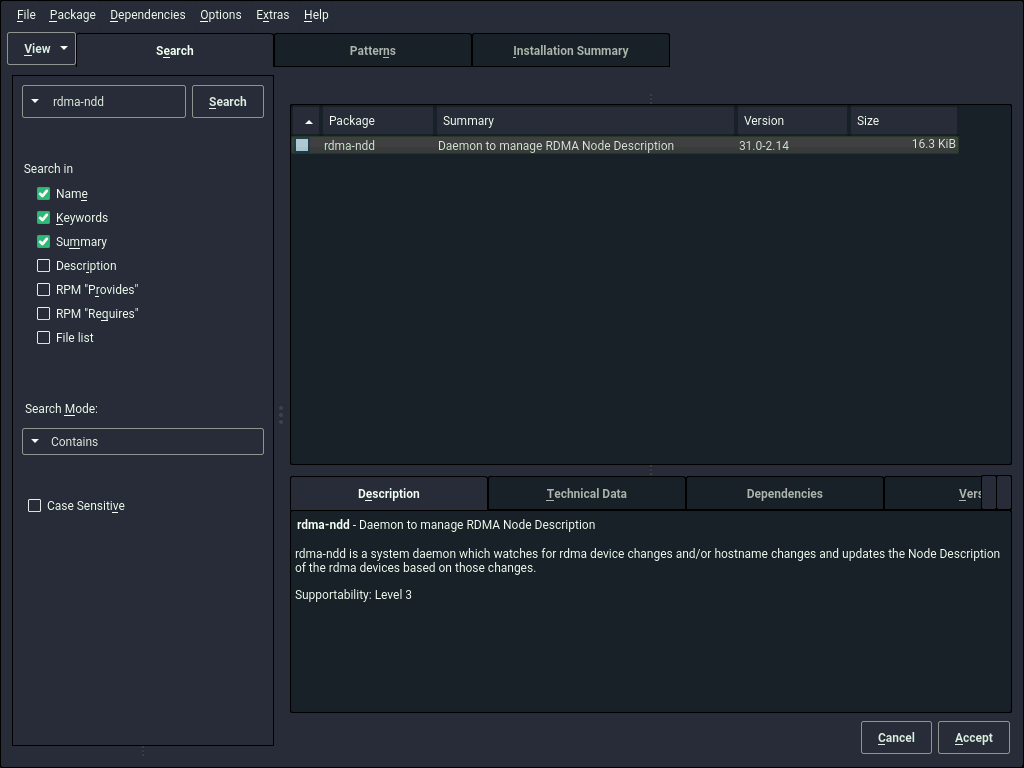 File Package Dependencies Options Extras Help
View Search Patterns Installation Summary
rdma-ndd Search
Search in
Name
Keywords
Summary
Description
RPM "Provides"
RPM "Requires"
File list
Search Mode:
Contains
Case Sensitive
Package Summary Version Size
rdma-ndd Daemon to manage RDMA Node Description 31.0-2.14 16.3 KiB
Description Technical Data Dependencies Vers
rdma-ndd - Daemon to manage RDMA Node Description
rdma-ndd is a system daemon which watches for rdma device changes and/or hostname changes and updates the Node Description
of the rdma devices based on those changes.
Supportability: Level 3
Cancel Accept